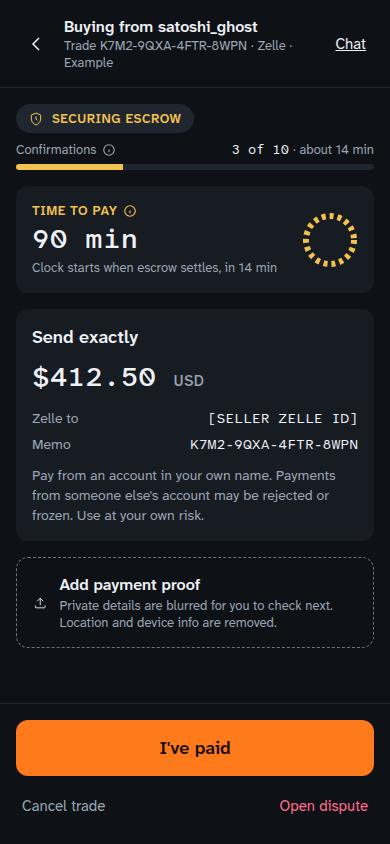 Buying from satoshi_ghost
Trade K7M2-9QXA-4FTR-8WPN · Zelle ·
Example
Chat
SECURING ESCROW
Confirmations
3 of 10 · about 14 min
TIME TO PAY
90 min
Clock starts when escrow settles, in 14 min
Send exactly
$412.50 USD
Zelle to [SELLER ZELLE ID]
Memo K7M2-9QXA-4FTR-8WPN
Pay from an account in your own name. Payments
from someone else's account may be rejected or
frozen. Use at your own risk.
Add payment proof
Private details are blurred for you to check next.
Location and device info are removed.
I've paid
Cancel trade
Open dispute